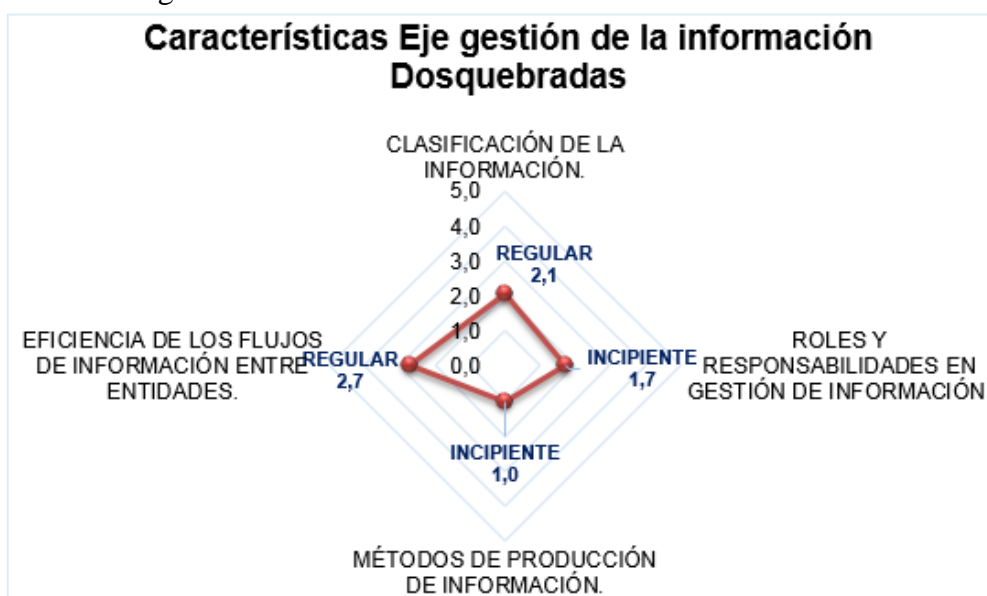 Características Eje gestión de la información
Dosquebradas
CLASIFICACIÓN DE LA
INFORMACIÓN.
5,0
4,0
3,0
2,0
1,0
0,0
REGULAR
2,1
EFICIENCIA DE LOS FLUJOS
DE INFORMACIÓN ENTRE
ENTIDADES.
REGULAR
2,7
INCIPIENTE
1,7
ROLES Y
RESPONSABILIDADES EN
GESTIÓN DE INFORMACIÓN
INCIPIENTE
1,0
MÉTODOS DE PRODUCCIÓN
DE INFORMACIÓN.